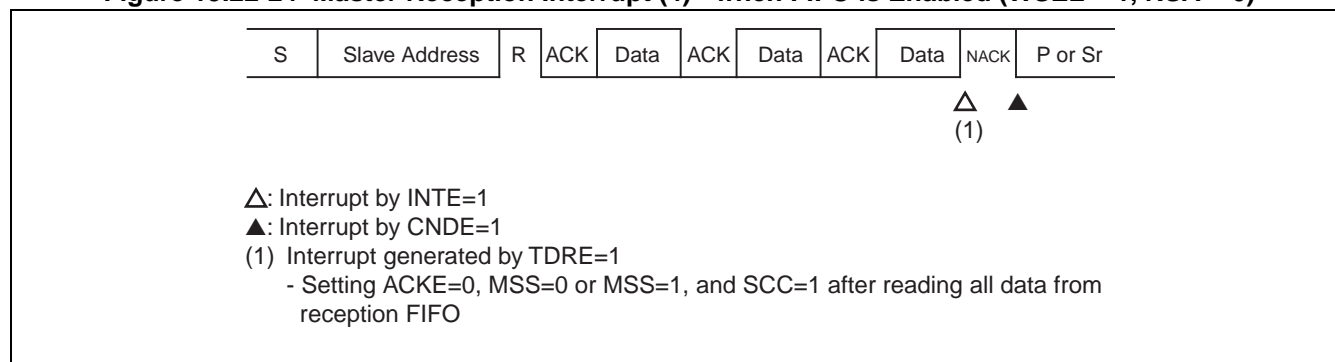 S Slave Address R ACK Data ACK Data ACK Data NACK P or Sr
△ ▲
(1)
△: Interrupt by INTE=1
▲: Interrupt by CNDE=1
(1) Interrupt generated by TDRE=1
- Setting ACKE=0, MSS=0 or MSS=1, and SCC=1 after reading all data from
reception FIFO